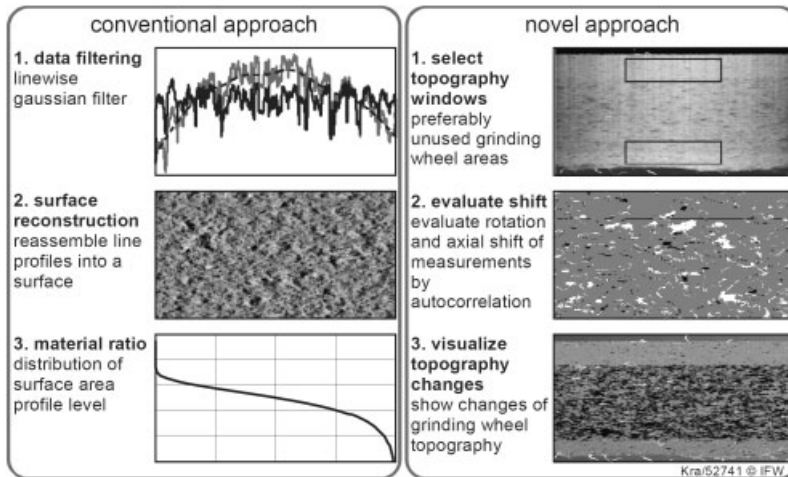 conventional approach
1. data filtering
linewise
gaussian filter
2. surface
reconstruction
reassemble line
profiles into a
surface
3. material ratio
distribution of
surface area
profile level
novel approach
1. select
topography
windows
preferably
unused grinding
wheel areas
2. evaluate shift
evaluate rotation
and axial shift of
measurements
by
autocorrelation
3. visualize
topography
changes
show changes of
grinding wheel
topography
Kra/52741 © IFW